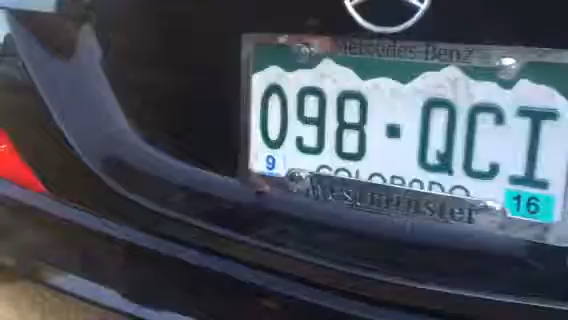 Mercedes-Benz
098·QCI
9
COLORADO
Westminster
16